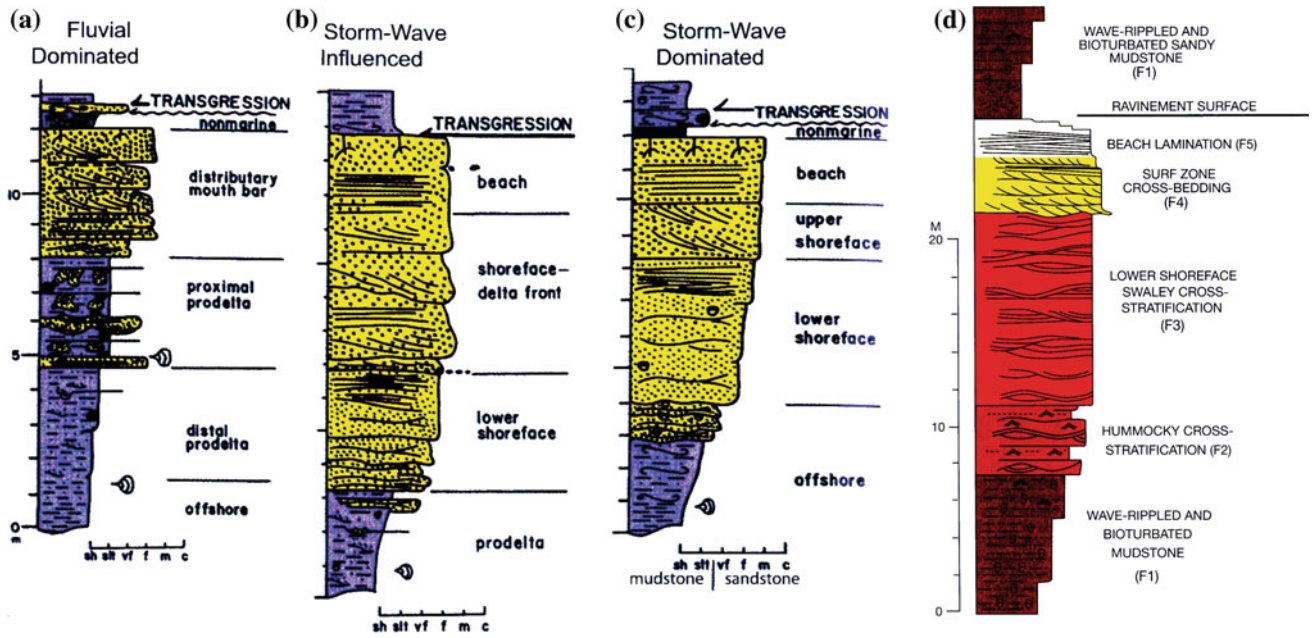 (a)
Fluvial
Dominated
TRANSGRESSION
nonmarine
distributary
mouth bar
proximal
prodelta
distal
prodelta
offshore
10
5
0
m
sh slt vf f m c
(b)
Storm-Wave
Influenced
TRANSGRESSION
beach
shoreface-
delta front
lower
shoreface
prodelta
sh slt vf f m c
(c)
Storm-Wave
Dominated
TRANSGRESSION
nonmarine
beach
upper
shoreface
lower
shoreface
offshore
sh slt vf f m c
mudstone sandstone
(d)
WAVE-RIPPLED AND
BIOTURBATED SANDY
MUDSTONE
(F1)
RAVINEMENT SURFACE
BEACH LAMINATION (F5)
SURF ZONE
CROSS-BEDDING
(F4)
LOWER SHOREFACE
SWALEY CROSS-
STRATIFICATION
(F3)
HUMMOCKY CROSS-
STRATIFICATION (F2)
WAVE-RIPPLED AND
BIOTURBATED
MUDSTONE
(F1)
M
20
10
0